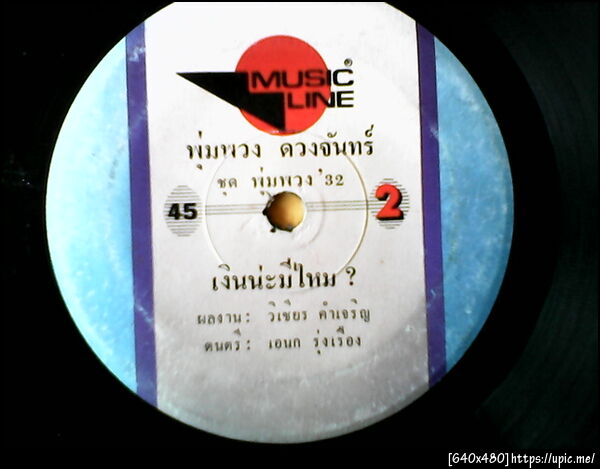 MUSIC®
LINE
พุ่มพวง ดวงจันทร์
ชุด พุ่มพวง '32
45
2
เงินน่ะมีไหม ?
ผลงาน : วิเชียร คำเจริญ
ดนตรี : เอนก รุ่งเรือง
[640x480]https://upic.me/